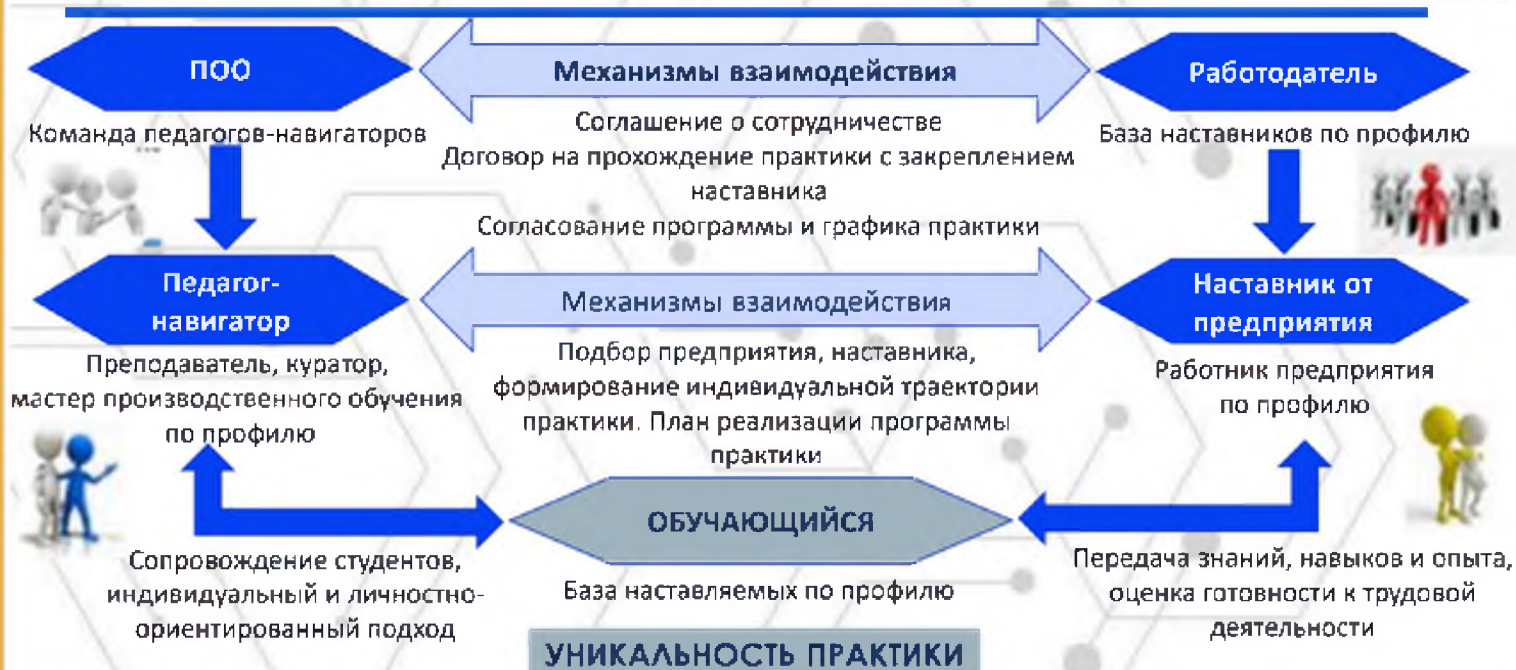 ПОО
Механизмы взаимодействия
Работодатель
Команда педагогов-навигаторов
Соглашение о сотрудничестве
Договор на прохождение практики с закреплением
наставника
Согласование программы и графика практики
База наставников по профилю
Педагог-
навигатор
Механизмы взаимодействия
Наставник от
предприятия
Преподаватель, куратор,
мастер производственного обучения
по профилю
Подбор предприятия, наставника,
формирование индивидуальной траектории
практики. План реализации программы
практики
Работник предприятия
по профилю
ОБУЧАЮЩИЙСЯ
Сопровождение студентов,
индивидуальный и личностно-
ориентированный подход
База наставляемых по профилю
Передача знаний, навыков и опыта,
оценка готовности к трудовой
деятельности
УНИКАЛЬНОСТЬ ПРАКТИКИ